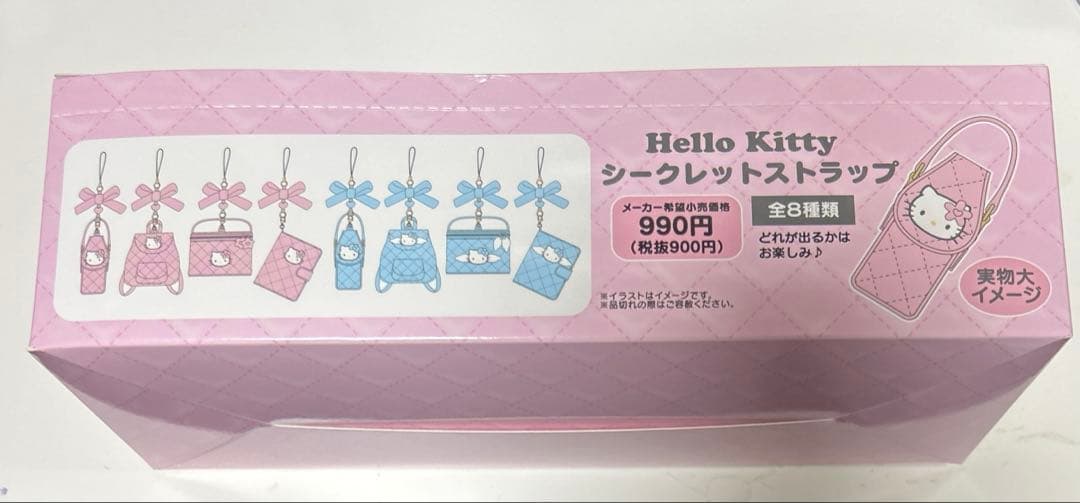 Hello Kitty
シークレットストラップ
メーカー希望小売価格
990円
(税抜900円)
全8種類
どれが出るかは
お楽しみ♪
※イラストはイメージです。
※品切れの際はご容赦ください。
実物大
イメージ